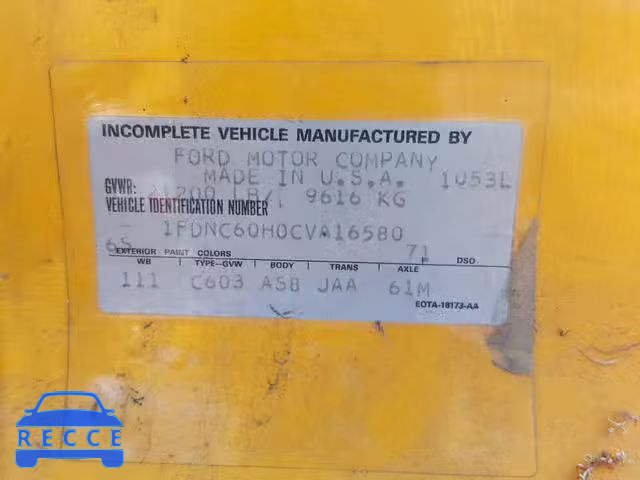 INCOMPLETE VEHICLE MANUFACTURED BY
FORD MOTOR COMPANY
MADE IN U.S.A. 1053L
GVWR: 21200 LB/, 9616 KG
VEHICLE IDENTIFICATION NUMBER
1FDNC60H0CVA16580
6S 71
EXTERIOR PAINT COLORS DSO
WB TYPE-GVW BODY TRANS AXLE
111 C603 AS8 JAA 61M
EOTA-19173-AA
RECCE